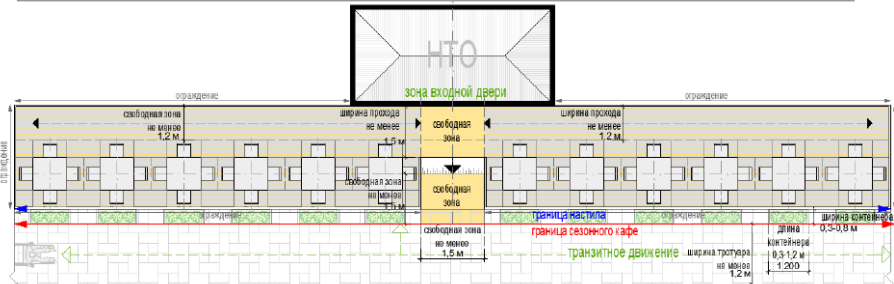 НТО
зона входной двери
ограждение
ограждение
свободная зона
не менее
1,2 м
ширина прохода
не менее
1,5 м
свободная
зона
ширина прохода
не менее
1,2 м
ограждение
свободная зона
не менее
1,5 м
свободная
зона
ограждение
граница настила
ограждение
ширина контейнера
0,3-0,8 м
граница сезонного кафе
свободная зона
не менее
1,5 м
транзитное движение
ширина тротуара
не менее
1,2 м
длина
контейнера
0,3-1,2 м
1:200